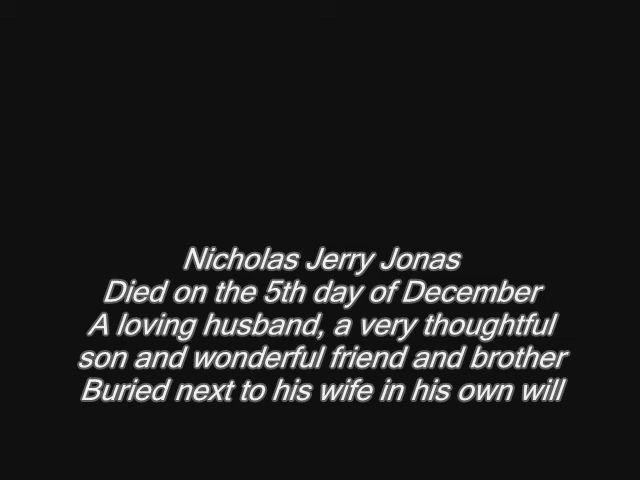 Nicholas Jerry Jonas
Died on the 5th day of December
A loving husband, a very thoughtful
son and wonderful friend and brother
Buried next to his wife in his own will